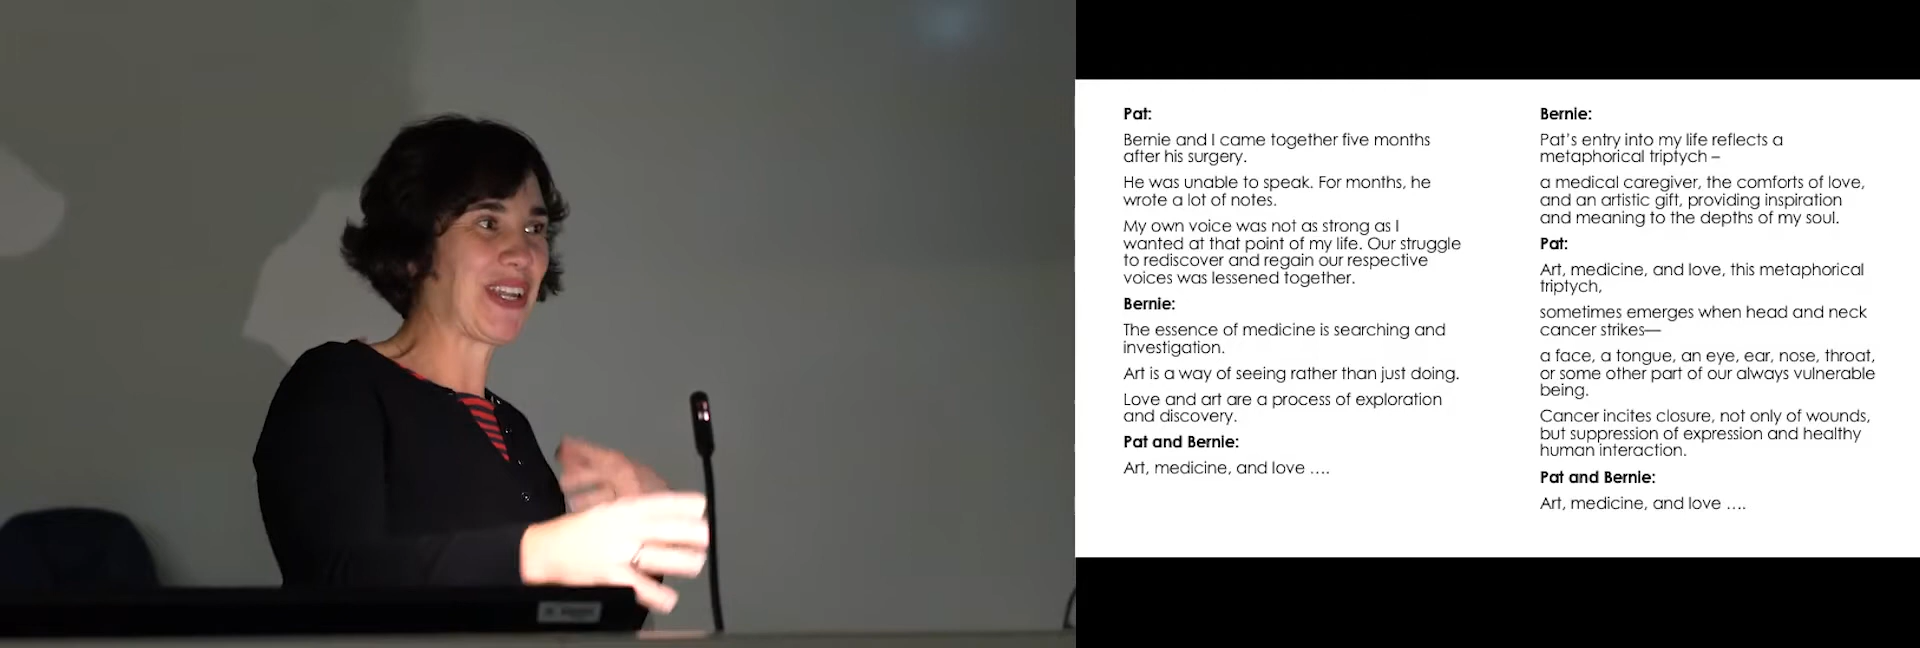 Pat:
Bernie and I came together five months
after his surgery.
He was unable to speak. For months, he
wrote a lot of notes.
My own voice was not as strong as I
wanted at that point of my life. Our struggle
to rediscover and regain our respective
voices was lessened together.
Bernie:
The essence of medicine is searching and
investigation.
Art is a way of seeing rather than just doing.
Love and art are a process of exploration
and discovery.
Pat and Bernie:
Art, medicine, and love ....
Bernie:
Pat's entry into my life reflects a
metaphorical triptych –
a medical caregiver, the comforts of love,
and an artistic gift, providing inspiration
and meaning to the depths of my soul.
Pat:
Art, medicine, and love, this metaphorical
triptych,
sometimes emerges when head and neck
cancer strikes—
a face, a tongue, an eye, ear, nose, throat,
or some other part of our always vulnerable
being.
Cancer incites closure, not only of wounds,
but suppression of expression and healthy
human interaction.
Pat and Bernie:
Art, medicine, and love ....